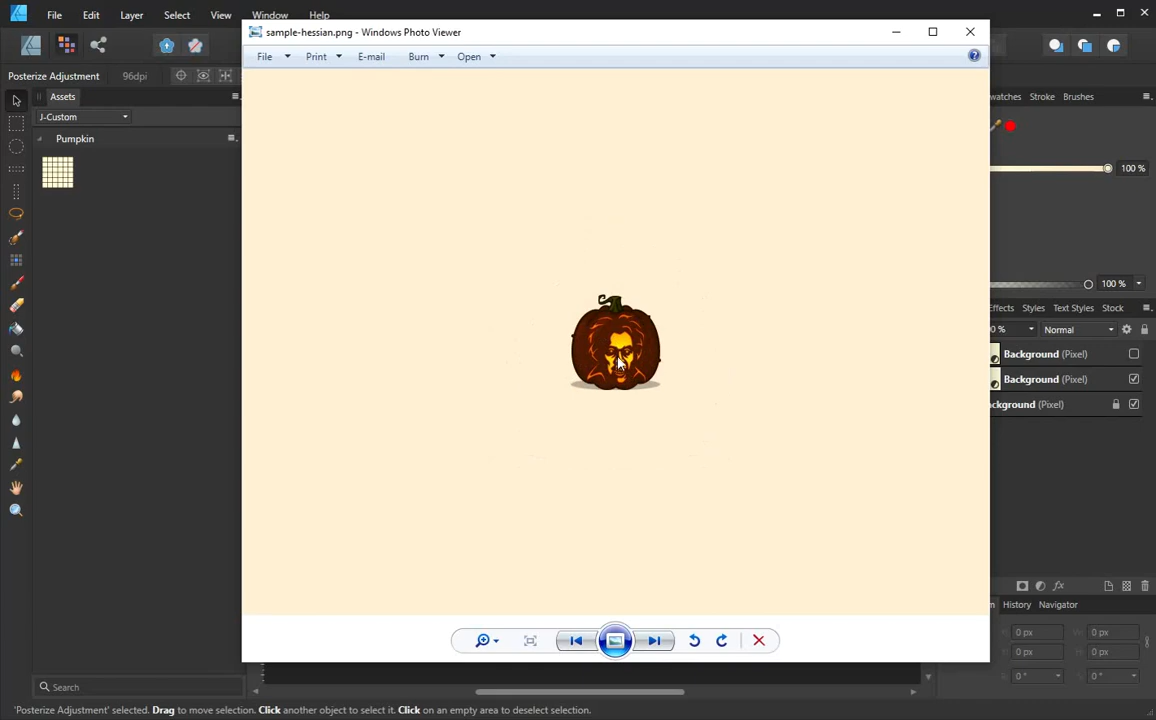 File Edit Layer Select View Window Help
sample-hessian.png - Windows Photo Viewer
File Print E-mail Burn Open
Posterize Adjustment 96dpi
Assets
J-Custom
Pumpkin
watches Stroke Brushes
100 %
100 %
Effects Styles Text Styles Stock
0 % Normal
Background (Pixel)
Background (Pixel)
ckground (Pixel)
History Navigator
0 px 0 px
0 px 0 px
0 ° 0 °
Search
'Posterize Adjustment' selected. Drag to move selection. Click another object to select it. Click on an empty area to deselect selection.